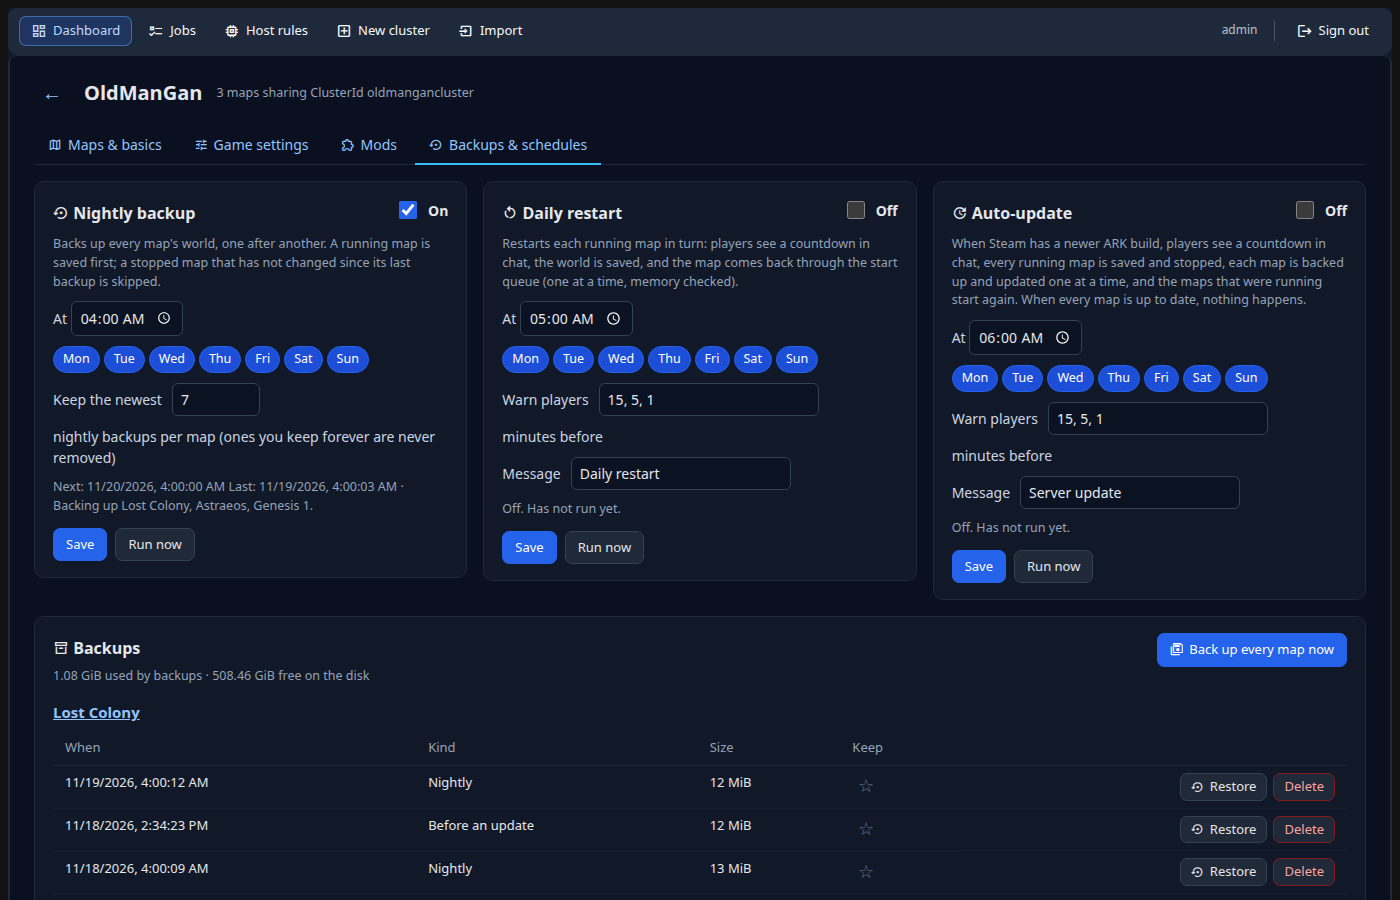 Dashboard Jobs Host rules New cluster Import admin Sign out
← OldManGan 3 maps sharing ClusterId oldmangancluster
Maps & basics Game settings Mods Backups & schedules
Nightly backup On
Backs up every map's world, one after another. A running map is
saved first; a stopped map that has not changed since its last
backup is skipped.
At 04:00 AM
Mon Tue Wed Thu Fri Sat Sun
Keep the newest 7
nightly backups per map (ones you keep forever are never
removed)
Next: 11/20/2026, 4:00:00 AM Last: 11/19/2026, 4:00:03 AM ·
Backing up Lost Colony, Astraeos, Genesis 1.
Save Run now
Daily restart Off
Restarts each running map in turn: players see a countdown in
chat, the world is saved, and the map comes back through the start
queue (one at a time, memory checked).
At 05:00 AM
Mon Tue Wed Thu Fri Sat Sun
Warn players 15, 5, 1
minutes before
Message Daily restart
Off. Has not run yet.
Save Run now
Auto-update Off
When Steam has a newer ARK build, players see a countdown in
chat, every running map is saved and stopped, each map is backed
up and updated one at a time, and the maps that were running
start again. When every map is up to date, nothing happens.
At 06:00 AM
Mon Tue Wed Thu Fri Sat Sun
Warn players 15, 5, 1
minutes before
Message Server update
Off. Has not run yet.
Save Run now
Backups Back up every map now
1.08 GiB used by backups · 508.46 GiB free on the disk
Lost Colony
When Kind Size Keep
11/19/2026, 4:00:12 AM Nightly 12 MiB ☆ Restore Delete
11/18/2026, 2:34:23 PM Before an update 12 MiB ☆ Restore Delete
11/18/2026, 4:00:09 AM Nightly 13 MiB ☆ Restore Delete